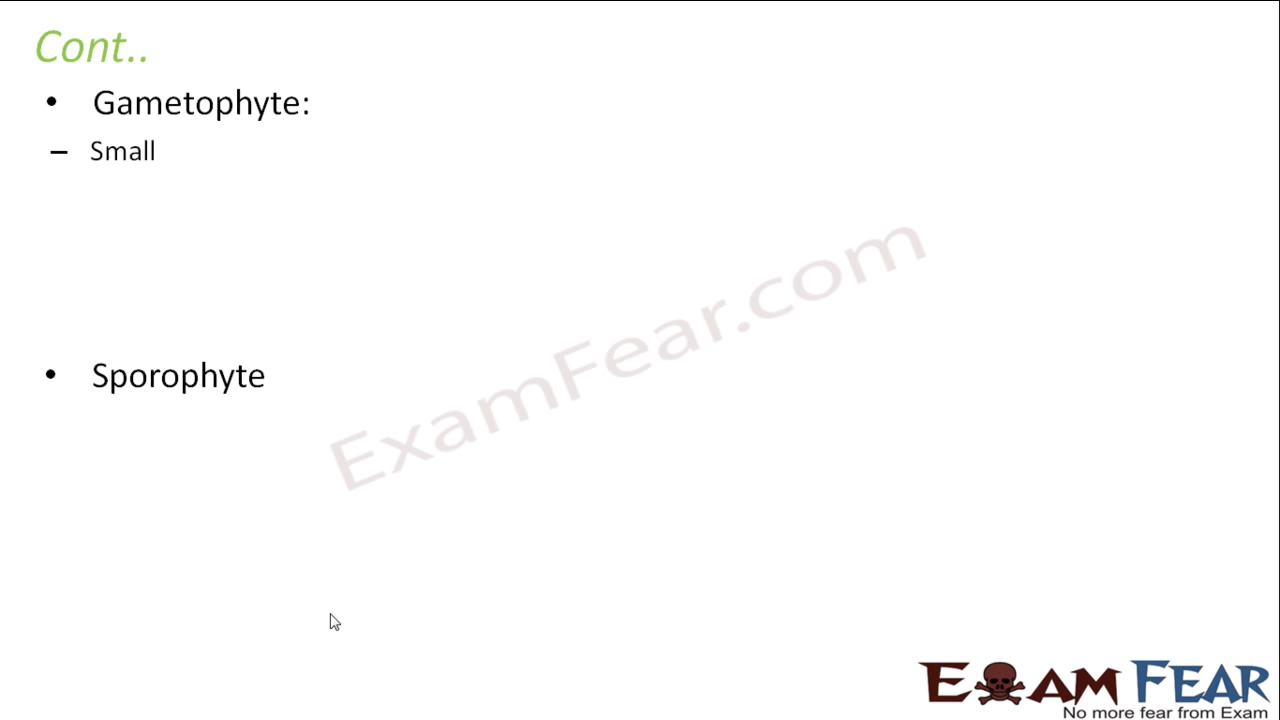 Cont..
• Gametophyte:
– Small
ExamFear.com
• Sporophyte
EXAM FEAR
No more fear from Exam